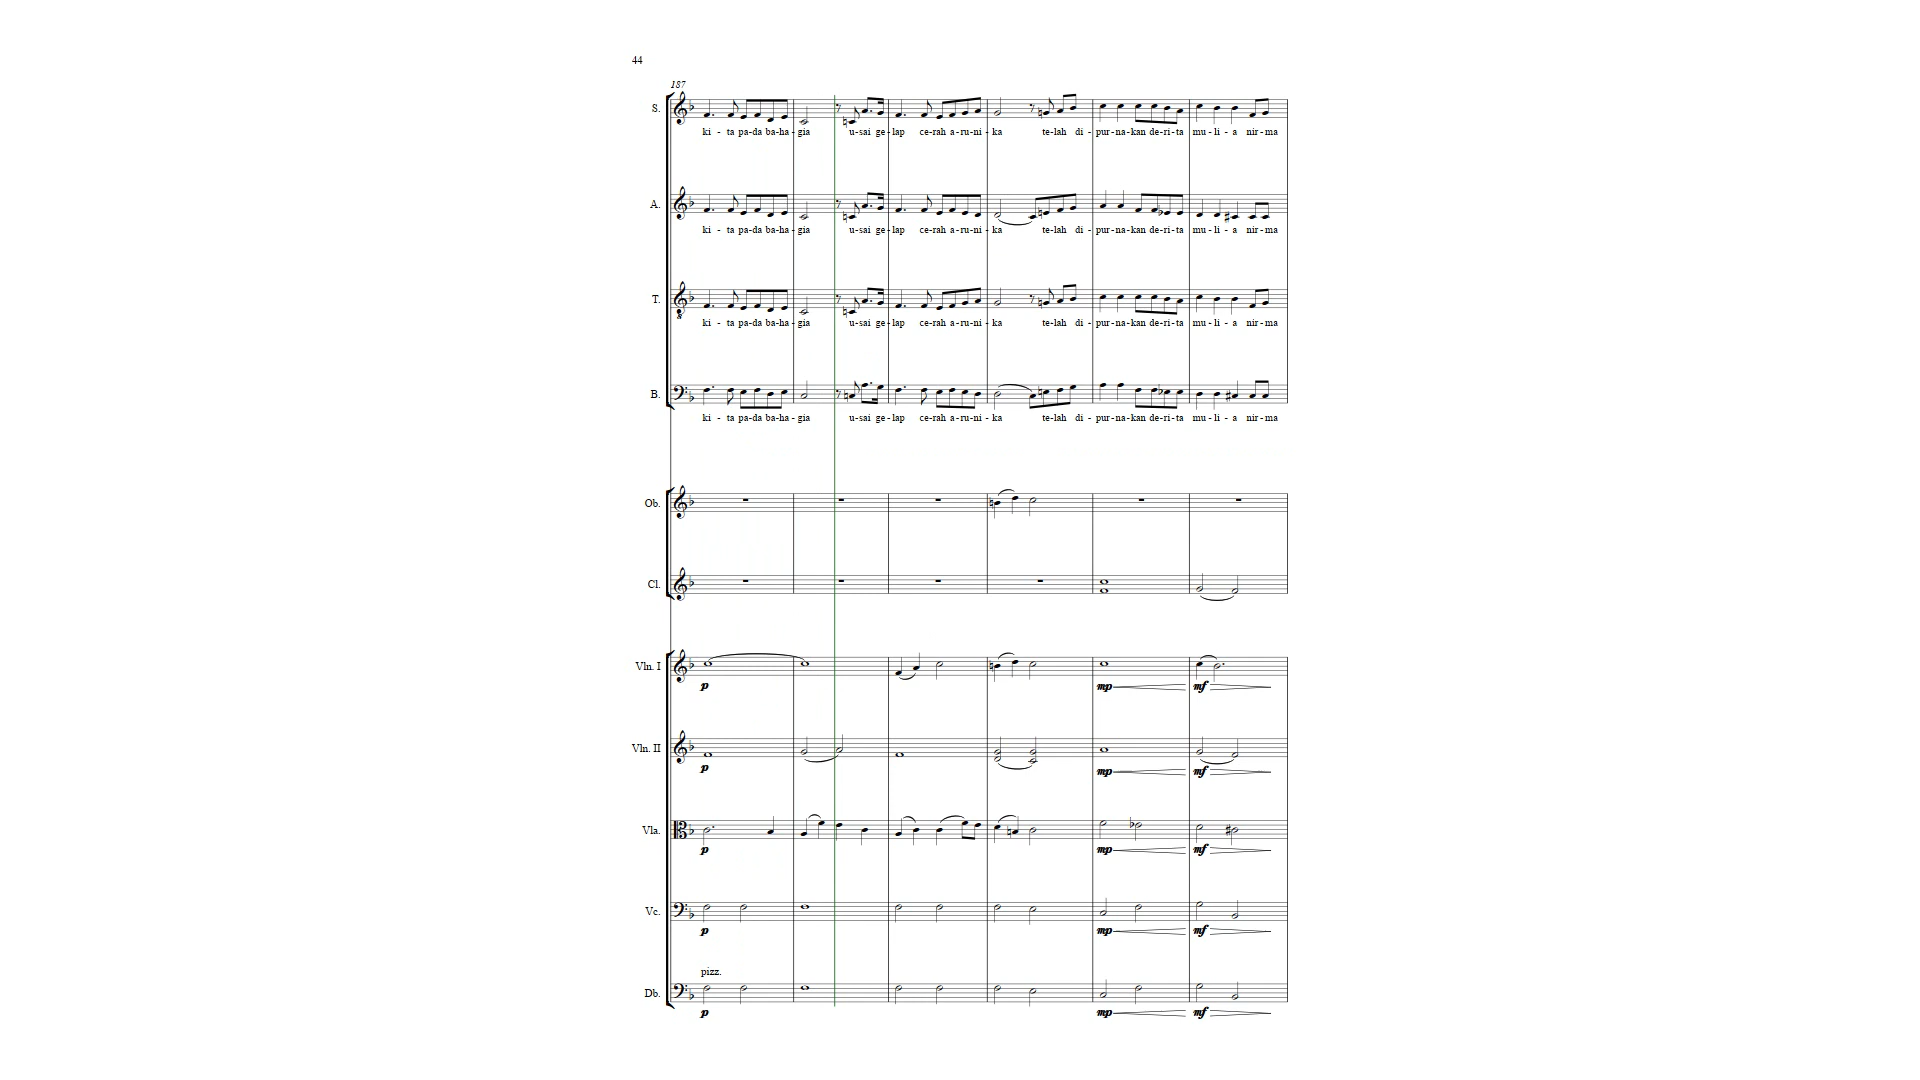 44
187
S.
ki - ta pa-da ba-ha - gia u-sai ge - lap ce-rah a-ru-ni - ka te-lah di - pur-na-kan de-ri-ta mu-li - a nir-ma
A.
ki - ta pa-da ba-ha - gia u-sai ge - lap ce-rah a-ru-ni - ka te-lah di - pur-na-kan de-ri-ta mu-li - a nir-ma
T.
8
ki - ta pa-da ba-ha - gia u-sai ge - lap ce-rah a-ru-ni - ka te-lah di - pur-na-kan de-ri-ta mu-li - a nir-ma
B.
ki - ta pa-da ba-ha - gia u-sai ge - lap ce-rah a-ru-ni - ka te-lah di - pur-na-kan de-ri-ta mu-li - a nir-ma
Ob.
Cl.
Vln. I
p mp mf
Vln. II
p mp mf
Vla.
p mp mf
Vc.
p mp mf
pizz.
Db.
p mp mf